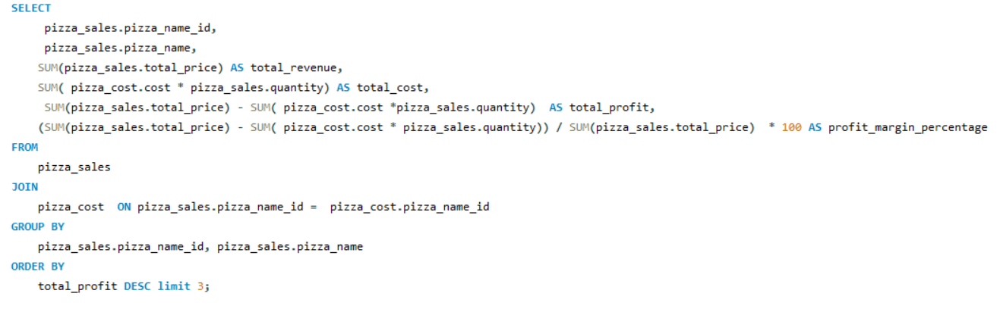 SELECT
pizza_sales.pizza_name_id,
pizza_sales.pizza_name,
SUM(pizza_sales.total_price) AS total_revenue,
SUM( pizza_cost.cost * pizza_sales.quantity) AS total_cost,
SUM(pizza_sales.total_price) - SUM( pizza_cost.cost *pizza_sales.quantity)  AS total_profit,
(SUM(pizza_sales.total_price) - SUM( pizza_cost.cost * pizza_sales.quantity)) / SUM(pizza_sales.total_price)  * 100 AS profit_margin_percentage
FROM
pizza_sales
JOIN
pizza_cost  ON pizza_sales.pizza_name_id =  pizza_cost.pizza_name_id
GROUP BY
pizza_sales.pizza_name_id, pizza_sales.pizza_name
ORDER BY
total_profit DESC limit 3;